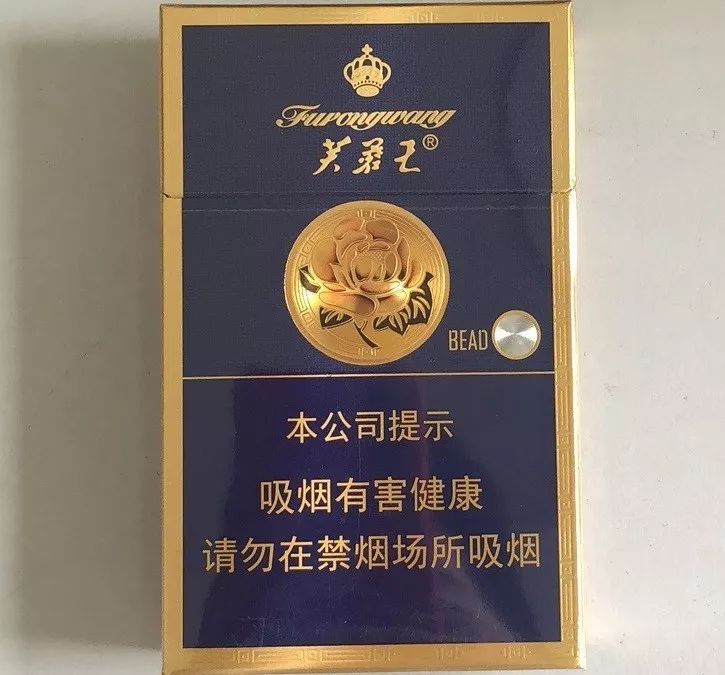 Furongwang
芙蓉王®
BEAD
本公司提示
吸烟有害健康
请勿在禁烟场所吸烟